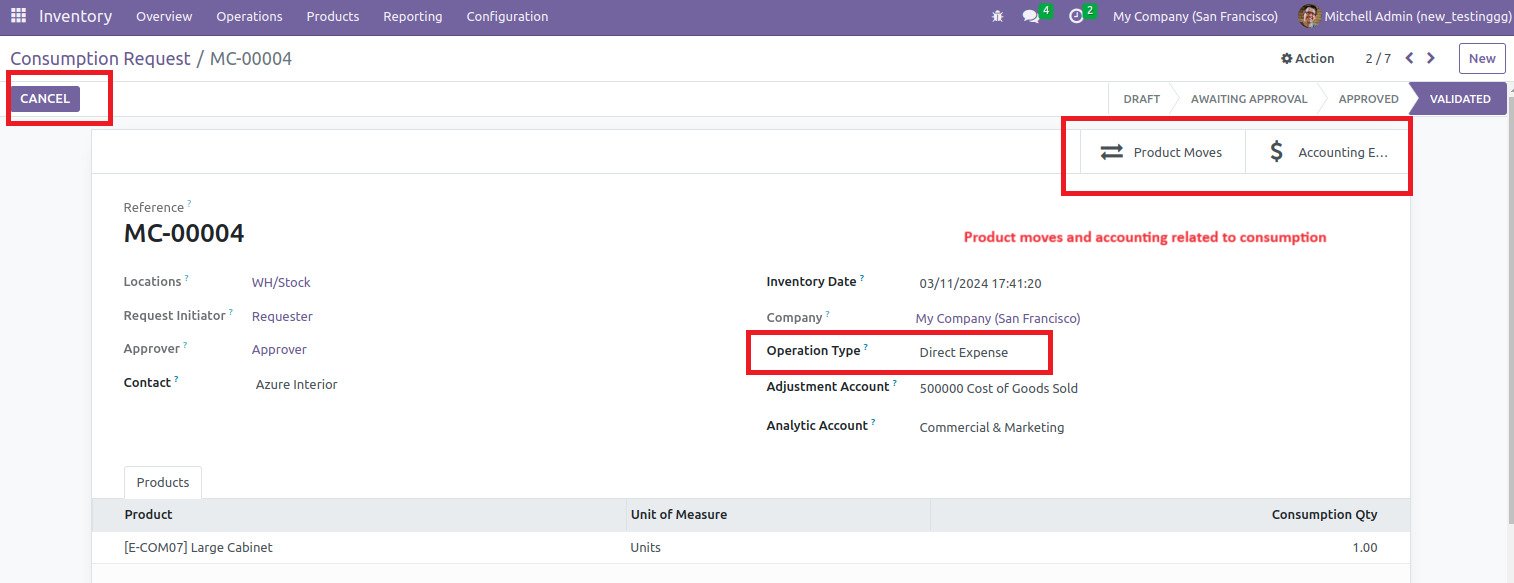 Inventory Overview Operations Products Reporting Configuration 4 2 My Company (San Francisco) Mitchell Admin (new_testinggg)
Consumption Request / MC-00004 Action 2 / 7 New
CANCEL DRAFT AWAITING APPROVAL APPROVED VALIDATED
Product Moves $ Accounting E...
Reference ?
MC-00004
Product moves and accounting related to consumption
Locations ? WH/Stock Inventory Date ? 03/11/2024 17:41:20
Request Initiator ? Requester Company ? My Company (San Francisco)
Approver ? Approver Operation Type ? Direct Expense
Contact ? Azure Interior Adjustment Account ? 500000 Cost of Goods Sold
Analytic Account ? Commercial & Marketing
Products
Product Unit of Measure Consumption Qty
[E-COM07] Large Cabinet Units 1.00